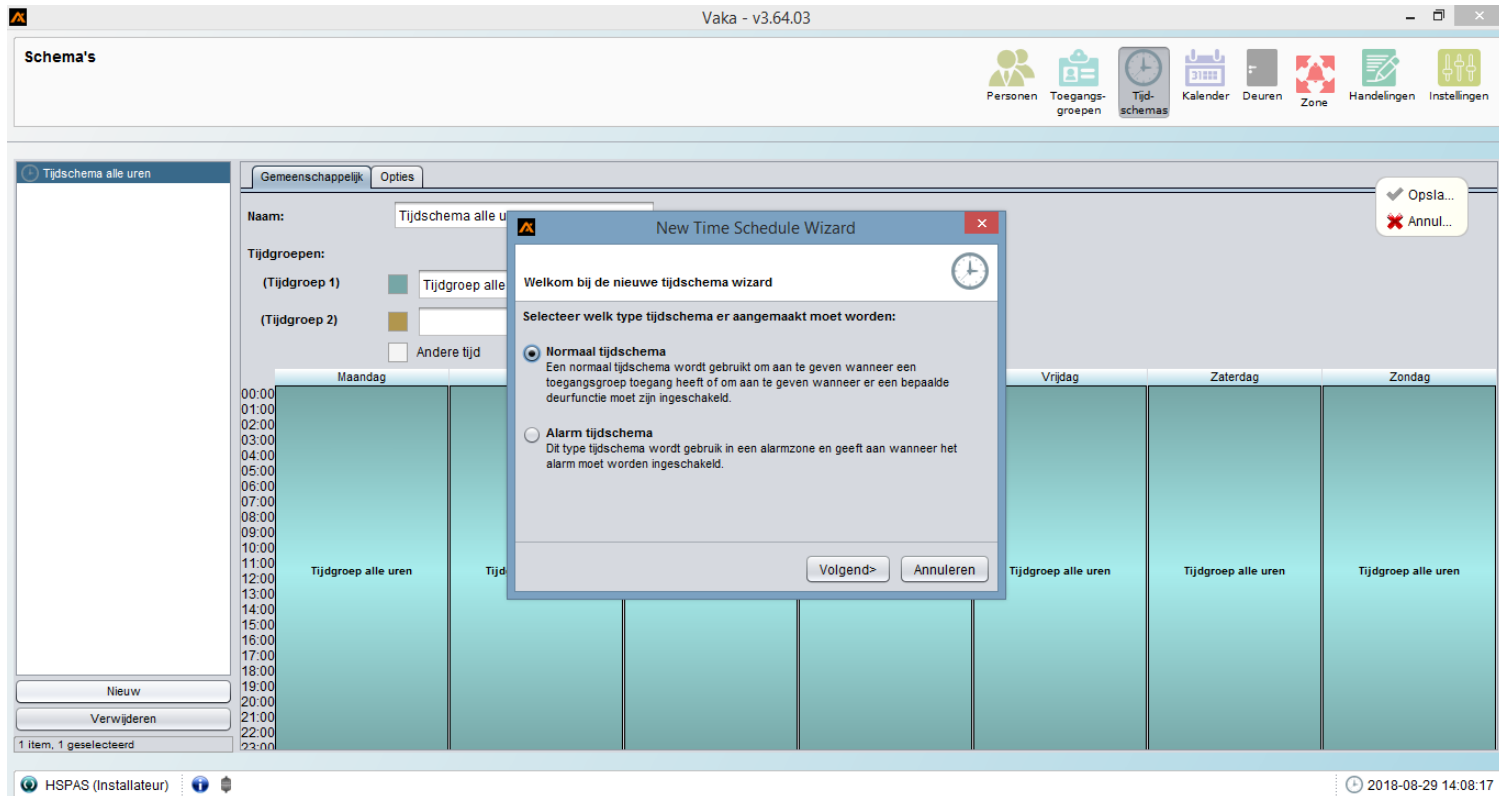 Vaka - v3.64.03
Schema's
Personen
Toegangs-
groepen
Tijd-
schemas
31
Kalender
Deuren
Zone
Handelingen
Instellingen
Tijdschema alle uren
Gemeenschappelijk
Opties
Opsla...
Annul...
Naam:
Tijdschema alle u
Tijdgroepen:
(Tijdgroep 1)
Tijdgroep alle
(Tijdgroep 2)
Andere tijd
New Time Schedule Wizard
Welkom bij de nieuwe tijdschema wizard
Selecteer welk type tijdschema er aangemaakt moet worden:
Normaal tijdschema
Een normaal tijdschema wordt gebruikt om aan te geven wanneer een
toegangsgroep toegang heeft of om aan te geven wanneer er een bepaalde
deurfunctie moet zijn ingeschakeld.
Alarm tijdschema
Dit type tijdschema wordt gebruik in een alarmzone en geeft aan wanneer het
alarm moet worden ingeschakeld.
Volgend>
Annuleren
Maandag
Vrijdag
Zaterdag
Zondag
00:00
01:00
02:00
03:00
04:00
05:00
06:00
07:00
08:00
09:00
10:00
11:00
12:00
13:00
14:00
15:00
16:00
17:00
18:00
19:00
20:00
21:00
22:00
23:00
Tijdgroep alle uren
Tijd
Tijdgroep alle uren
Tijdgroep alle uren
Tijdgroep alle uren
Nieuw
Verwijderen
1 item, 1 geselecteerd
HSPAS (Installateur)
2018-08-29 14:08:17